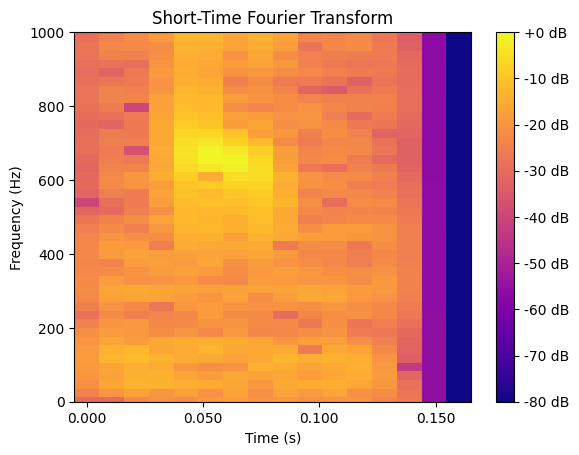 Short-Time Fourier Transform
1000
800
600
400
200
0
Frequency (Hz)
0.000
0.050
0.100
0.150
Time (s)
+0 dB
-10 dB
-20 dB
-30 dB
-40 dB
-50 dB
-60 dB
-70 dB
-80 dB